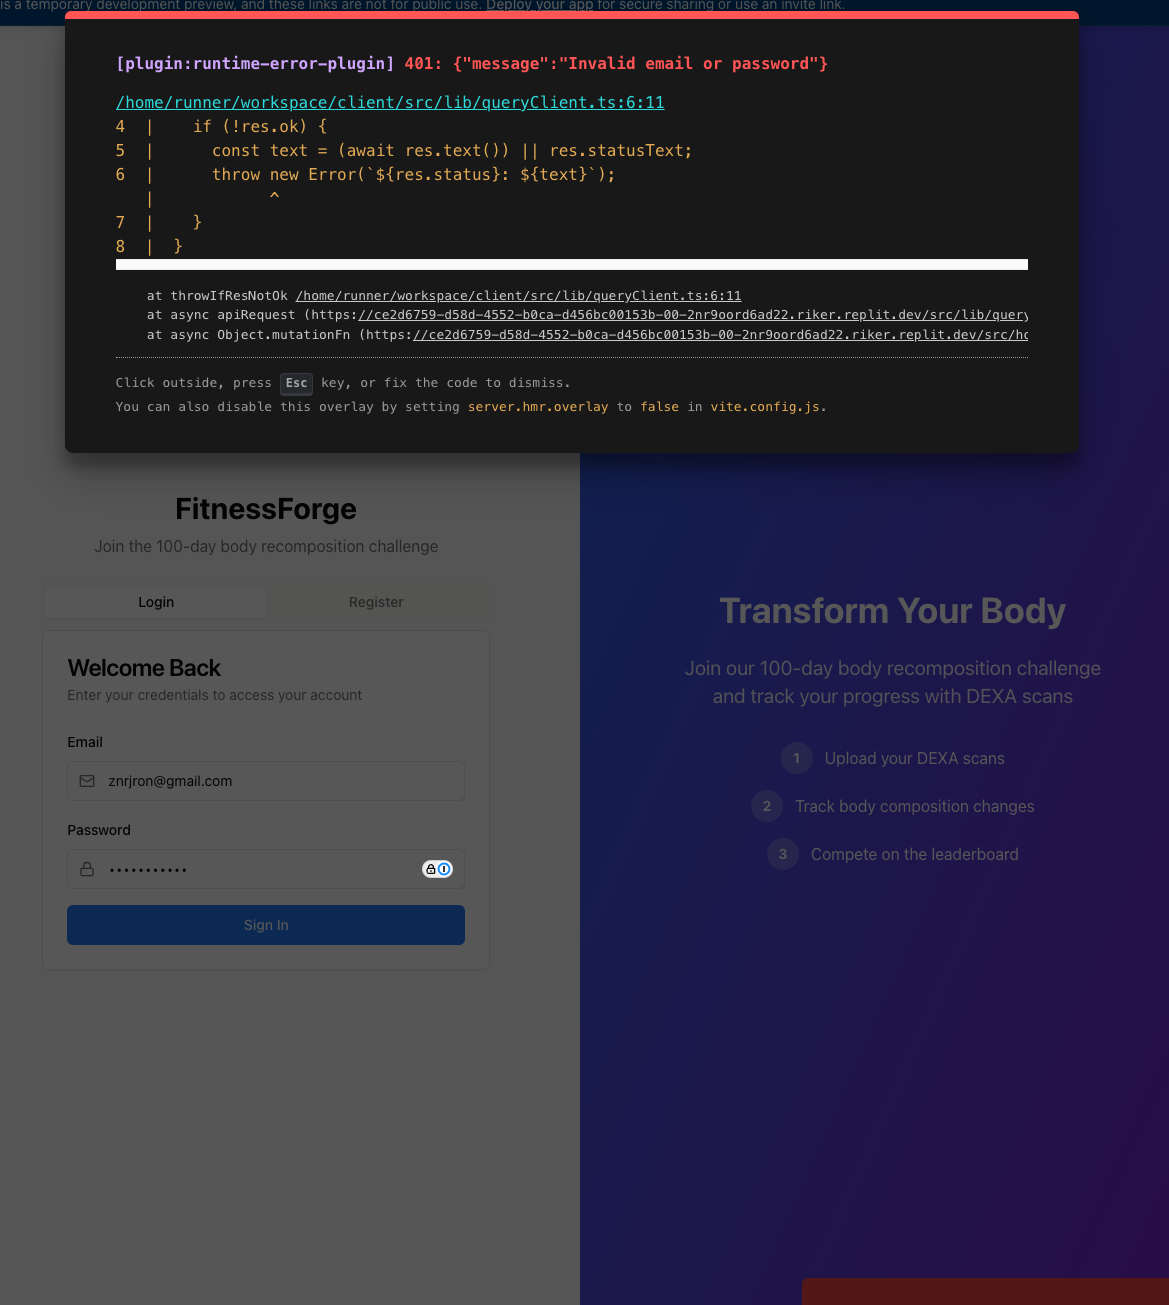 is a temporary development preview, and these links are not for public use. Deploy your app for secure sharing or use an invite link.
[plugin:runtime-error-plugin] 401: {"message":"Invalid email or password"}
/home/runner/workspace/client/src/lib/queryClient.ts:6:11
4  |    if (!res.ok) {
5  |      const text = (await res.text()) || res.statusText;
6  |      throw new Error(`${res.status}: ${text}`);
   |            ^
7  |    }
8  |  }
at throwIfResNotOk /home/runner/workspace/client/src/lib/queryClient.ts:6:11
at async apiRequest (https://ce2d6759-d58d-4552-b0ca-d456bc00153b-00-2nr9oord6ad22.riker.replit.dev/src/lib/query
at async Object.mutationFn (https://ce2d6759-d58d-4552-b0ca-d456bc00153b-00-2nr9oord6ad22.riker.replit.dev/src/ho
Click outside, press Esc key, or fix the code to dismiss.
You can also disable this overlay by setting server.hmr.overlay to false in vite.config.js.
FitnessForge
Join the 100-day body recomposition challenge
Login
Register
Welcome Back
Enter your credentials to access your account
Email
znrjron@gmail.com
Password
•••••••••••
Sign In
Transform Your Body
Join our 100-day body recomposition challenge
and track your progress with DEXA scans
1 Upload your DEXA scans
2 Track body composition changes
3 Compete on the leaderboard